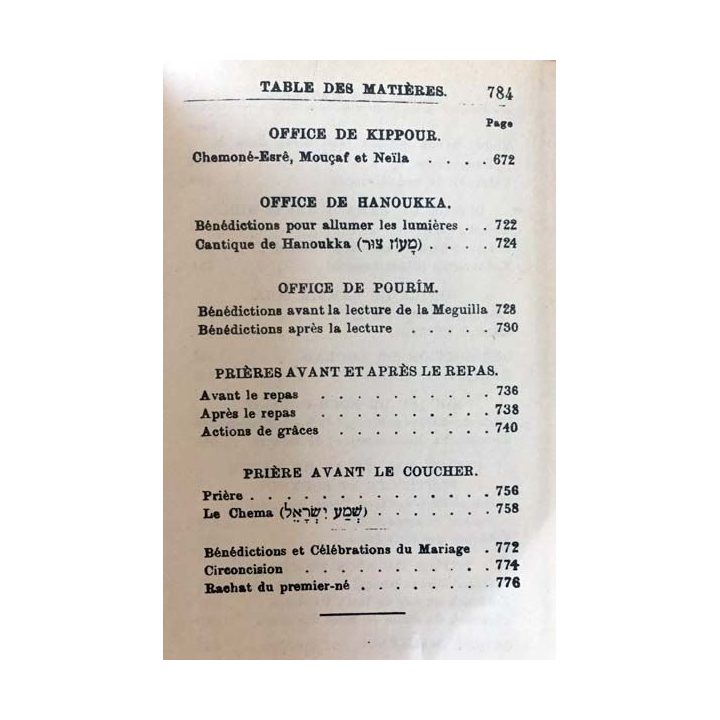 TABLE DES MATIÈRES. 784
Page
OFFICE DE KIPPOUR.
Chemoné-Esrê, Mouçaf et Neïla . . . . 672
OFFICE DE HANOUKKA.
Bénédictions pour allumer les lumières . . 722
Cantique de Hanoukka (מָעוֹז צוּר) . . . . 724
OFFICE DE POURÎM.
Bénédictions avant la lecture de la Meguilla 728
Bénédictions après la lecture . . . . . 730
PRIÈRES AVANT ET APRÈS LE REPAS.
Avant le repas . . . . . . . . . . 736
Après le repas . . . . . . . . . . 738
Actions de grâces . . . . . . . . . 740
PRIÈRE AVANT LE COUCHER.
Prière . . . . . . . . . . . . . . 756
Le Chema (שְׁמַע יִשְׂרָאֵל) . . . . . . . 758
Bénédictions et Célébrations du Mariage . 772
Circoncision . . . . . . . . . . . 774
Rachat du premier-né . . . . . . . . 776